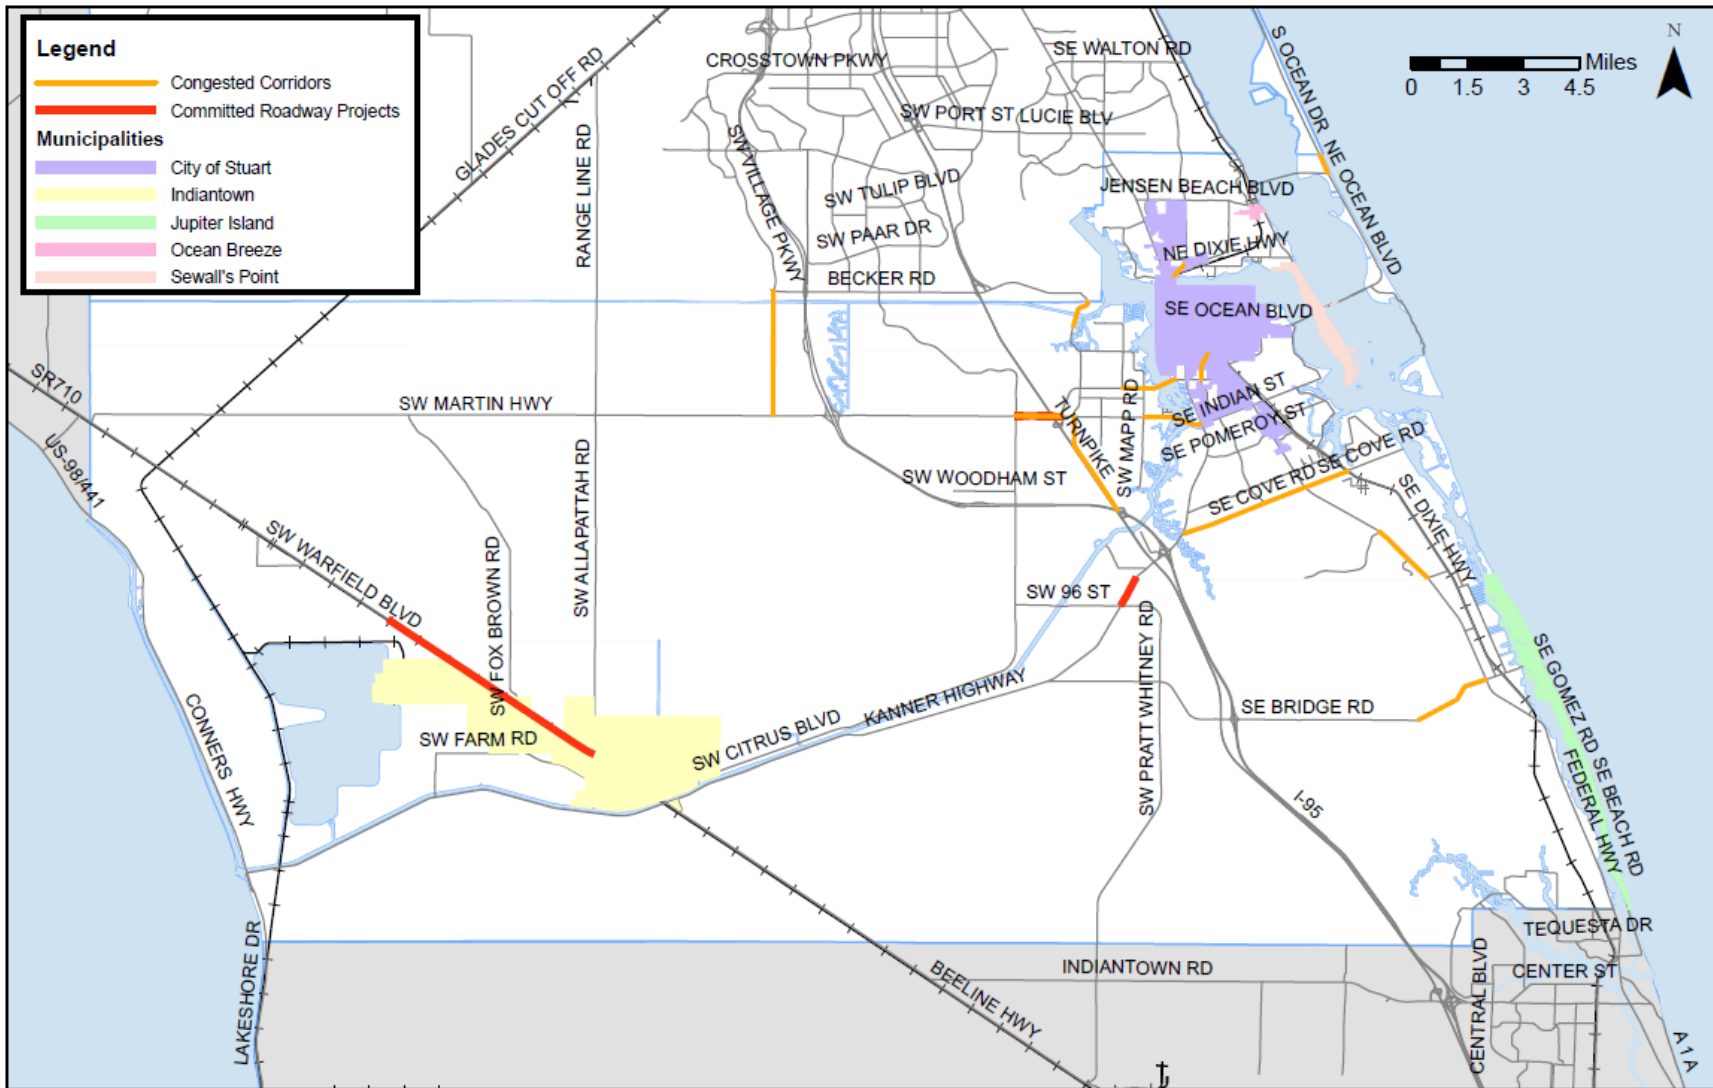 Legend
Congested Corridors
Committed Roadway Projects
Municipalities
City of Stuart
Indiantown
Jupiter Island
Ocean Breeze
Sewall's Point
N
Miles
0 1.5 3 4.5
GLADES CUT OFF RD
CROSSTOWN PKWY
SE WALTON RD
S OCEAN DR
NE OCEAN BLVD
SW PORT ST LUCIE BLV
RANGE LINE RD
SW VILLAGE PKWY
SW TULIP BLVD
JENSEN BEACH BLVD
SW PAAR DR
NE DIXIE HWY
BECKER RD
SE OCEAN BLVD
SR710
US-98/441
SW MARTIN HWY
TURNPIKE
SW MAPP RD
SE INDIAN ST
SE POMEROY ST
SW ALLAPATTAH RD
SW WOODHAM ST
SE COVE RD
SE COVE RD
SE DIXIE HWY
SW WARFIELD BLVD
SW FOX BROWN RD
SW 96 ST
SW PRATT WHITNEY RD
SE GOMEZ RD
SE BEACH RD
FEDERAL HWY
CONNERS HWY
SW FARM RD
SW CITRUS BLVD
KANNER HIGHWAY
SE BRIDGE RD
I-95
LAKESHORE DR
BEELINE HWY
INDIANTOWN RD
CENTRAL BLVD
TEQUESTA DR
CENTER ST
A 1 A